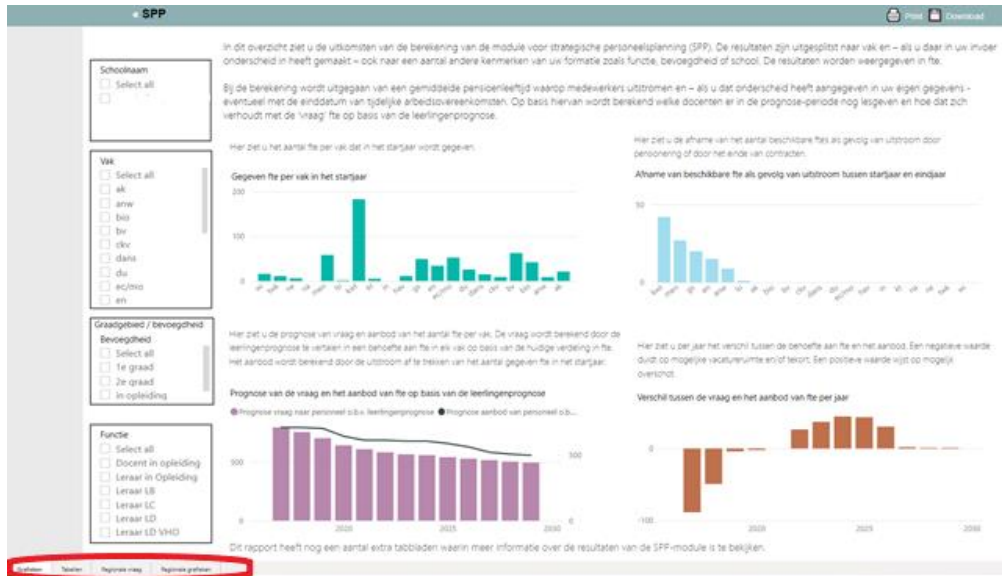 « SPP
Print Download
In dit overzicht ziet u de uitkomsten van de berekening van de module voor strategische personeelsplanning (SPP). De resultaten zijn uitgesplitst naar vak en – als u daar in uw invoer
onderscheid in heeft gemaakt – ook naar een aantal andere kenmerken van uw formatie zoals functie, bevoegdheid of school. De resultaten worden weergegeven in fte.
Bij de berekening wordt uitgegaan van een gemiddelde pensioenleeftijd waarop medewerkers uitstromen en – als u dat onderscheid heeft aangegeven in uw eigen gegevens -
eventueel met de einddatum van tijdelijke arbeidsovereenkomsten. Op basis hiervan wordt berekend welke docenten er in de prognose-periode nog lesgeven en hoe dat zich
verhoudt met de 'vraag' fte op basis van de leerlingenprognose.
Schoolnaam
Select all
Vak
Select all
ak
anw
bio
bv
ckv
dans
du
ec/mo
en
Graadgebied / bevoegdheid
Bevoegdheid
Select all
1e graad
2e graad
in opleiding
Functie
Select all
Docent in opleiding
Leraar in Opleiding
Leraar LB
Leraar LC
Leraar LD
Leraar LD VHO
Hier ziet u het aantal fte per vak dat in het startjaar wordt gegeven.
Gegeven fte per vak in het startjaar
200
100
0
Hier ziet u de afname van het aantal beschikbare ftes als gevolg van uitstroom door
pensionering of door het einde van contracten.
Afname van beschikbare fte als gevolg van uitstroom tussen startjaar en eindjaar
50
0
Hier ziet u de prognose van vraag en aanbod van het aantal fte per vak. De vraag wordt berekend door de
leerlingenprognose te vertalen in een behoefte aan fte in elk vak op basis van de huidige verdeling in fte.
Het aanbod wordt berekend door de uitstroom af te trekken van het aantal gegeven fte in het startjaar.
Prognose van de vraag en het aanbod van fte op basis van de leerlingenprognose
Prognose vraag naar personeel o.b.v. leerlingenprognose Prognose aanbod van personeel o.b...
500 500
0 0
2020 2025 2030
Hier ziet u per jaar het verschil tussen de behoefte aan fte en het aanbod. Een negatieve waarde
duidt op mogelijke vacatureruimte en/of tekort. Een positieve waarde wijst op mogelijk
overschot.
Verschil tussen de vraag en het aanbod van fte per jaar
0
-100
2020 2025 2030
Dit rapport heeft nog een aantal extra tabbladen waarin meer informatie over de resultaten van de SPP-module is te bekijken.
Grafieken Tabellen Regionale vraag Regionale grafieken